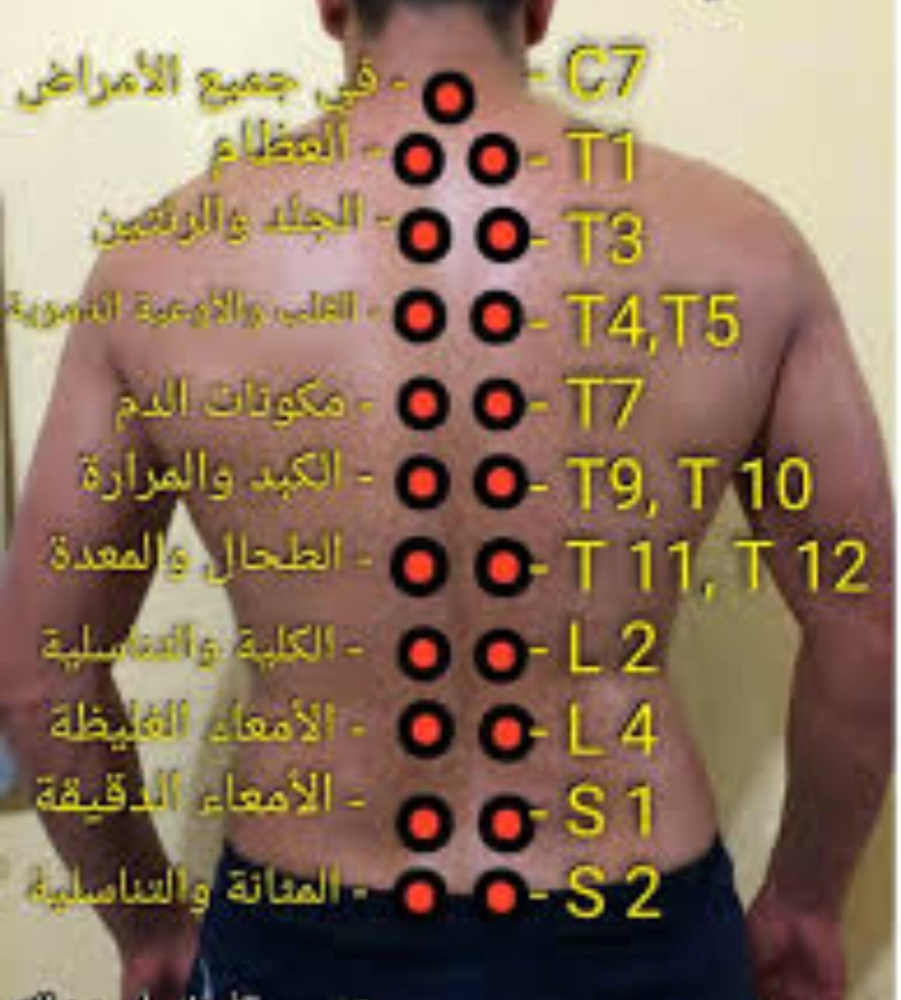 في جميع الأمراض - - C7
العظام - - T1
الجلد والرئتين - - T3
القلب والاوعية الدموية - - T4,T5
مكونات الدم - - T7
الكبد والمرارة - - T9, T 10
الطحال والمعدة - - T 11, T 12
الكلية والتناسلية - - L 2
الأمعاء الغليظة - - L 4
الأمعاء الدقيقة - - S 1
المثانة والتناسلية - - S 2